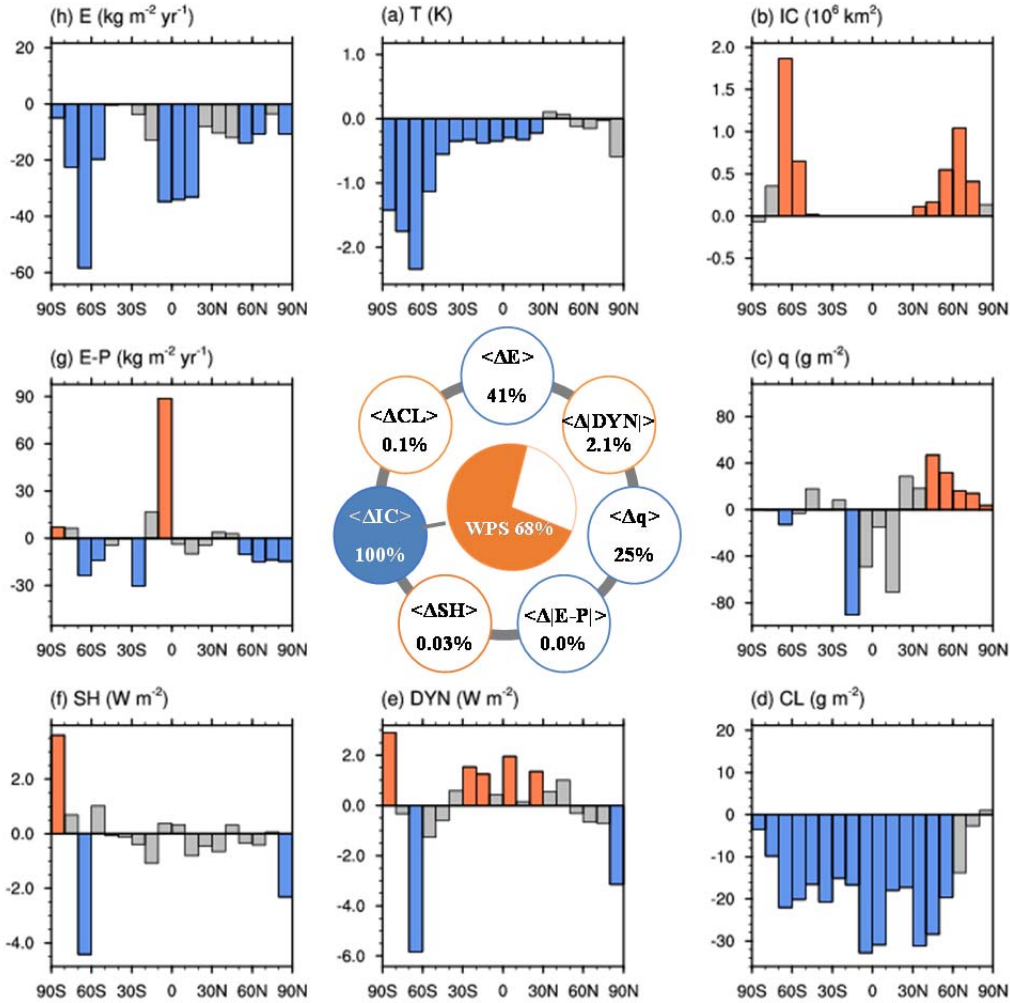 (h) E (kg m⁻² yr⁻¹)
20
0
-20
-40
-60
90S 60S 30S 0 30N 60N 90N
(a) T (K)
1.0
0.0
-1.0
-2.0
90S 60S 30S 0 30N 60N 90N
(b) IC (10⁶ km²)
2.0
1.5
1.0
0.5
0.0
-0.5
90S 60S 30S 0 30N 60N 90N
(g) E-P (kg m⁻² yr⁻¹)
90
60
30
0
-30
90S 60S 30S 0 30N 60N 90N
<ΔE>
41%
<ΔCL>
0.1%
<Δ|DYN|>
2.1%
<ΔIC>
100%
WPS 68%
<Δq>
25%
<ΔSH>
0.03%
<Δ|E-P|>
0.0%
(c) q (g m⁻²)
80
40
0
-40
-80
90S 60S 30S 0 30N 60N 90N
(f) SH (W m⁻²)
2.0
0.0
-2.0
-4.0
90S 60S 30S 0 30N 60N 90N
(e) DYN (W m⁻²)
2.0
0.0
-2.0
-4.0
-6.0
90S 60S 30S 0 30N 60N 90N
(d) CL (g m⁻²)
20
10
0
-10
-20
-30
90S 60S 30S 0 30N 60N 90N